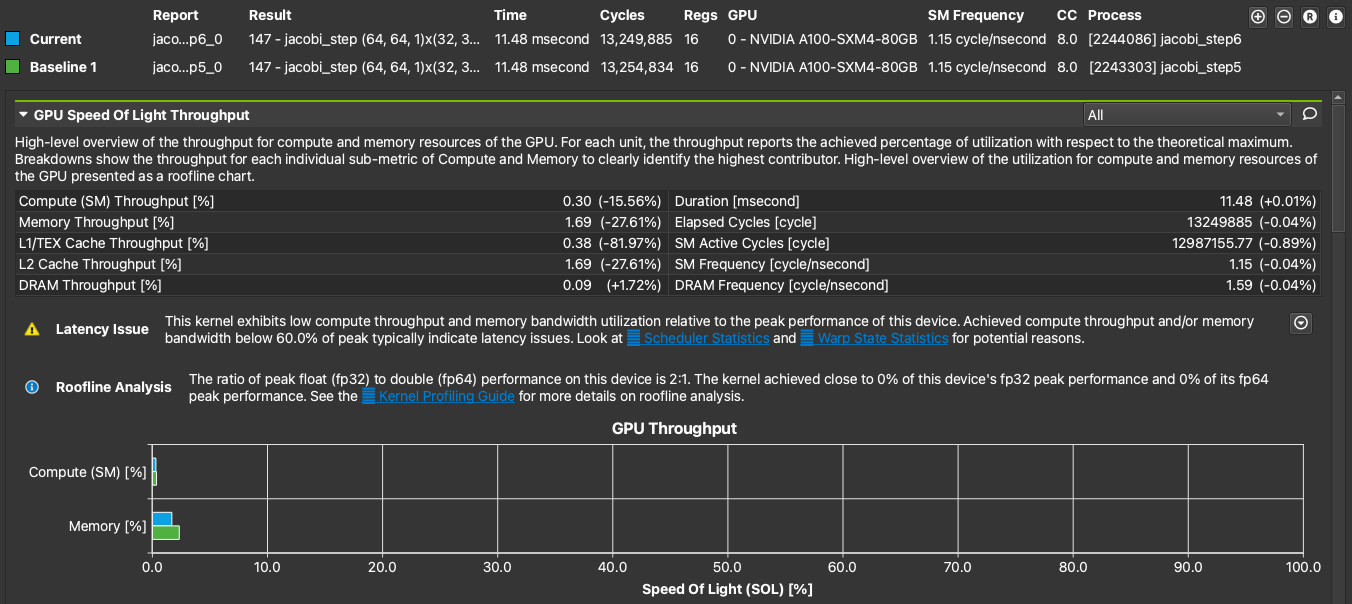 Report Result Time Cycles Regs GPU SM Frequency CC Process
Current jaco...p6_0 147 - jacobi_step (64, 64, 1)x(32, 3... 11.48 msecond 13,249,885 16 0 - NVIDIA A100-SXM4-80GB 1.15 cycle/nsecond 8.0 [2244086] jacobi_step6
Baseline 1 jaco...p5_0 147 - jacobi_step (64, 64, 1)x(32, 3... 11.48 msecond 13,254,834 16 0 - NVIDIA A100-SXM4-80GB 1.15 cycle/nsecond 8.0 [2243303] jacobi_step5
GPU Speed Of Light Throughput All
High-level overview of the throughput for compute and memory resources of the GPU. For each unit, the throughput reports the achieved percentage of utilization with respect to the theoretical maximum.
Breakdowns show the throughput for each individual sub-metric of Compute and Memory to clearly identify the highest contributor. High-level overview of the utilization for compute and memory resources of
the GPU presented as a roofline chart.
Compute (SM) Throughput [%] 0.30 (-15.56%) Duration [msecond] 11.48 (+0.01%)
Memory Throughput [%] 1.69 (-27.61%) Elapsed Cycles [cycle] 13249885 (-0.04%)
L1/TEX Cache Throughput [%] 0.38 (-81.97%) SM Active Cycles [cycle] 12987155.77 (-0.89%)
L2 Cache Throughput [%] 1.69 (-27.61%) SM Frequency [cycle/nsecond] 1.15 (-0.04%)
DRAM Throughput [%] 0.09 (+1.72%) DRAM Frequency [cycle/nsecond] 1.59 (-0.04%)
Latency Issue This kernel exhibits low compute throughput and memory bandwidth utilization relative to the peak performance of this device. Achieved compute throughput and/or memory
bandwidth below 60.0% of peak typically indicate latency issues. Look at Scheduler Statistics and Warp State Statistics for potential reasons.
Roofline Analysis The ratio of peak float (fp32) to double (fp64) performance on this device is 2:1. The kernel achieved close to 0% of this device's fp32 peak performance and 0% of its fp64
peak performance. See the Kernel Profiling Guide for more details on roofline analysis.
GPU Throughput
Compute (SM) [%]
Memory [%]
0.0 10.0 20.0 30.0 40.0 50.0 60.0 70.0 80.0 90.0 100.0
Speed Of Light (SOL) [%]